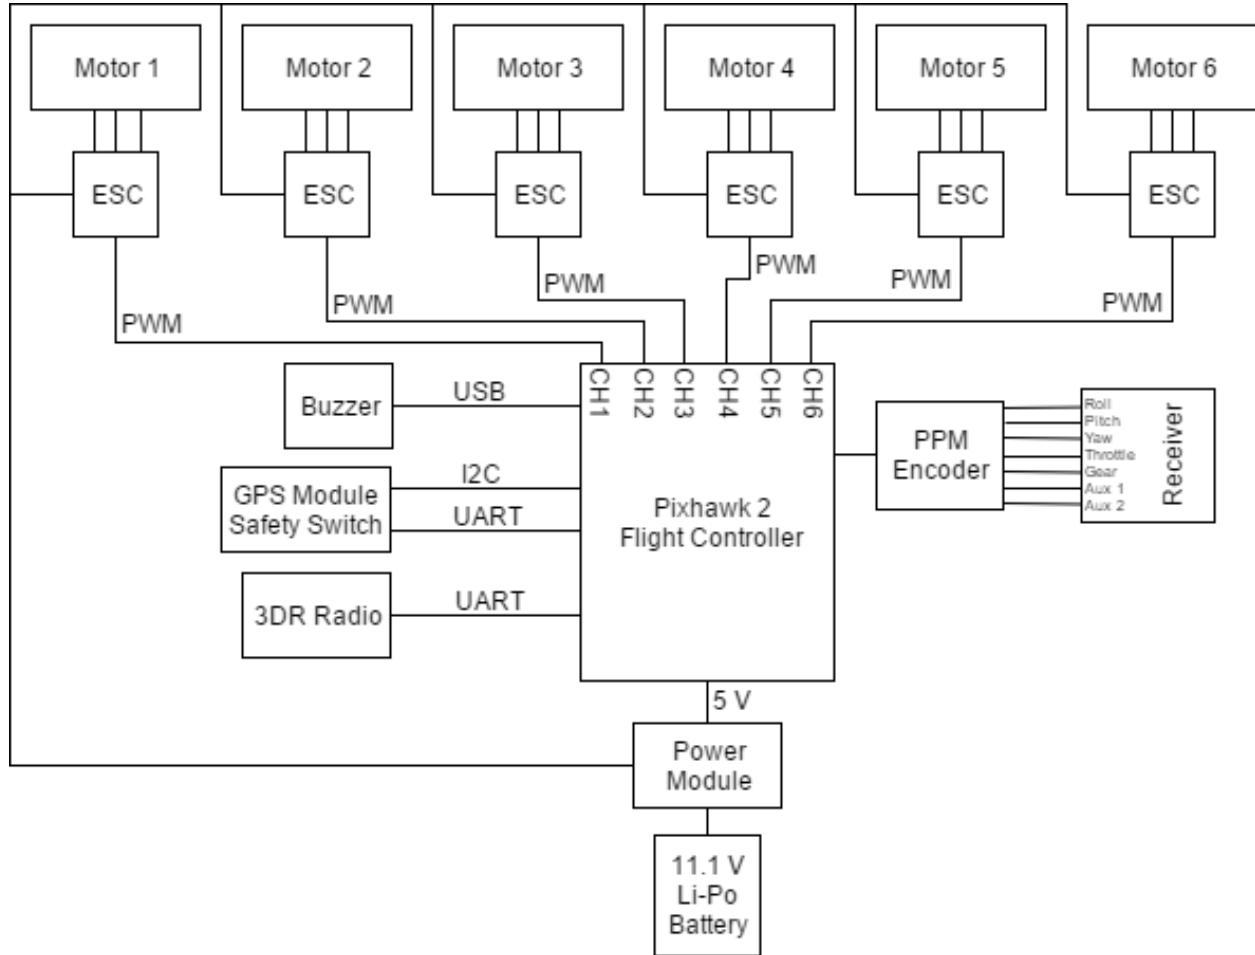 Motor 1
Motor 2
Motor 3
Motor 4
Motor 5
Motor 6
ESC
ESC
ESC
ESC
ESC
ESC
PWM
PWM
PWM
PWM
PWM
PWM
CH1
CH2
CH3
CH4
CH5
CH6
Buzzer
USB
GPS Module
Safety Switch
I2C
UART
3DR Radio
UART
Pixhawk 2
Flight Controller
PPM
Encoder
Roll
Pitch
Yaw
Throttle
Gear
Aux 1
Aux 2
Receiver
5 V
Power
Module
11.1 V
Li-Po
Battery